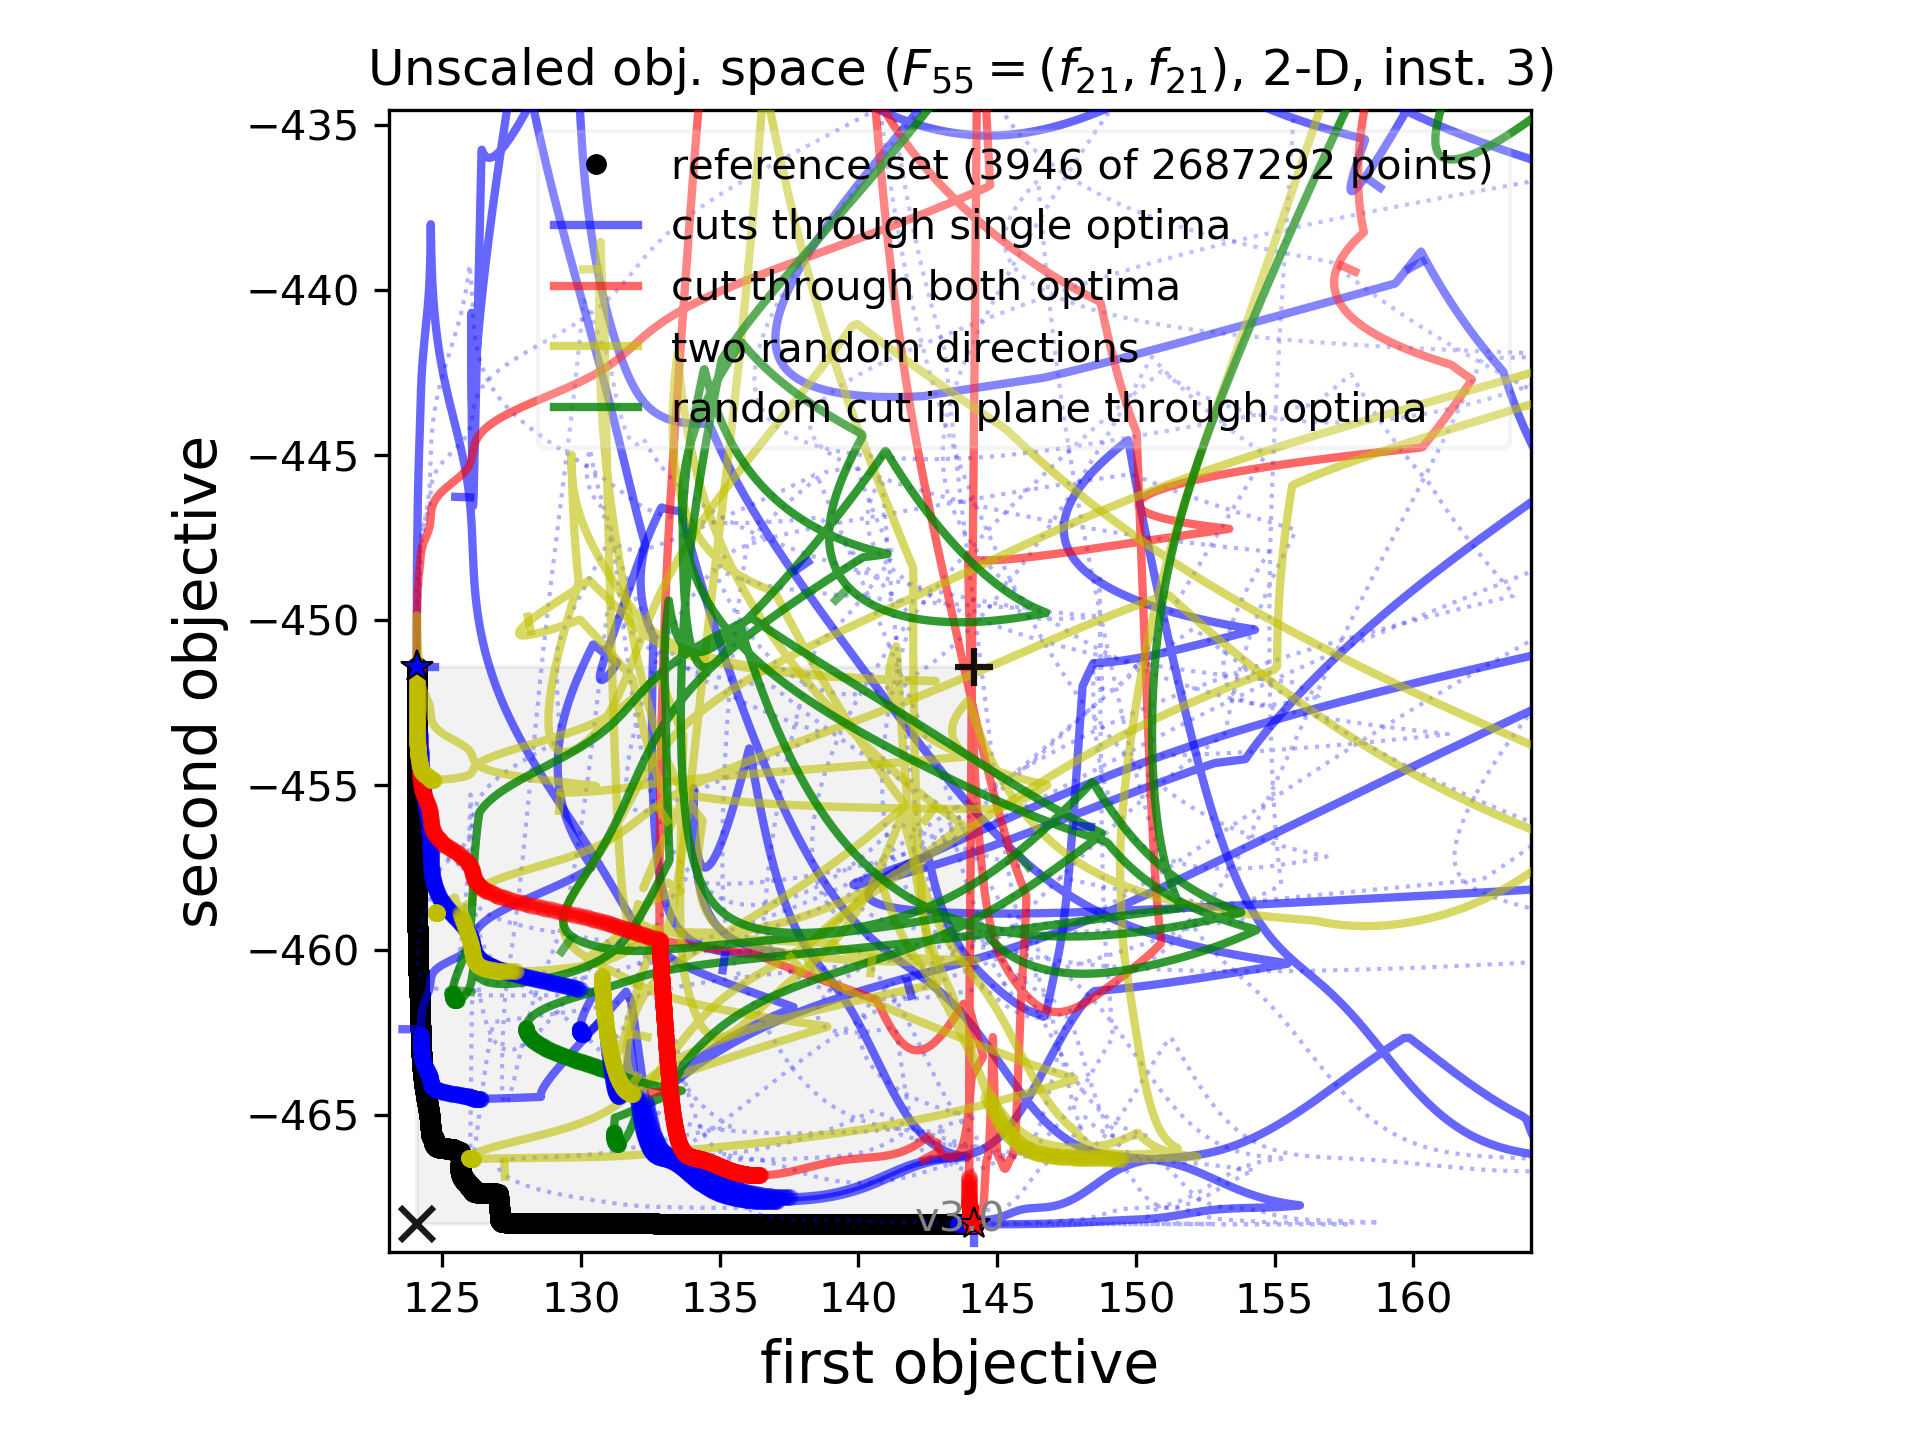 Unscaled obj. space (F₅₅ = (f₂₁, f₂₁), 2-D, inst. 3)
reference set (3946 of 2687292 points)
cuts through single optima
cut through both optima
two random directions
random cut in plane through optima
second objective
−435
−440
−445
−450
−455
−460
−465
v3.0
125 130 135 140 145 150 155 160
first objective